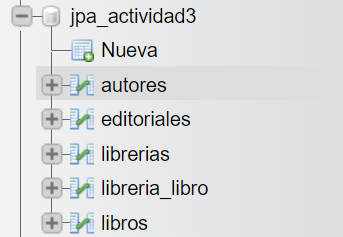 jpa_actividad3
Nueva
autores
editoriales
librerias
libreria_libro
libros